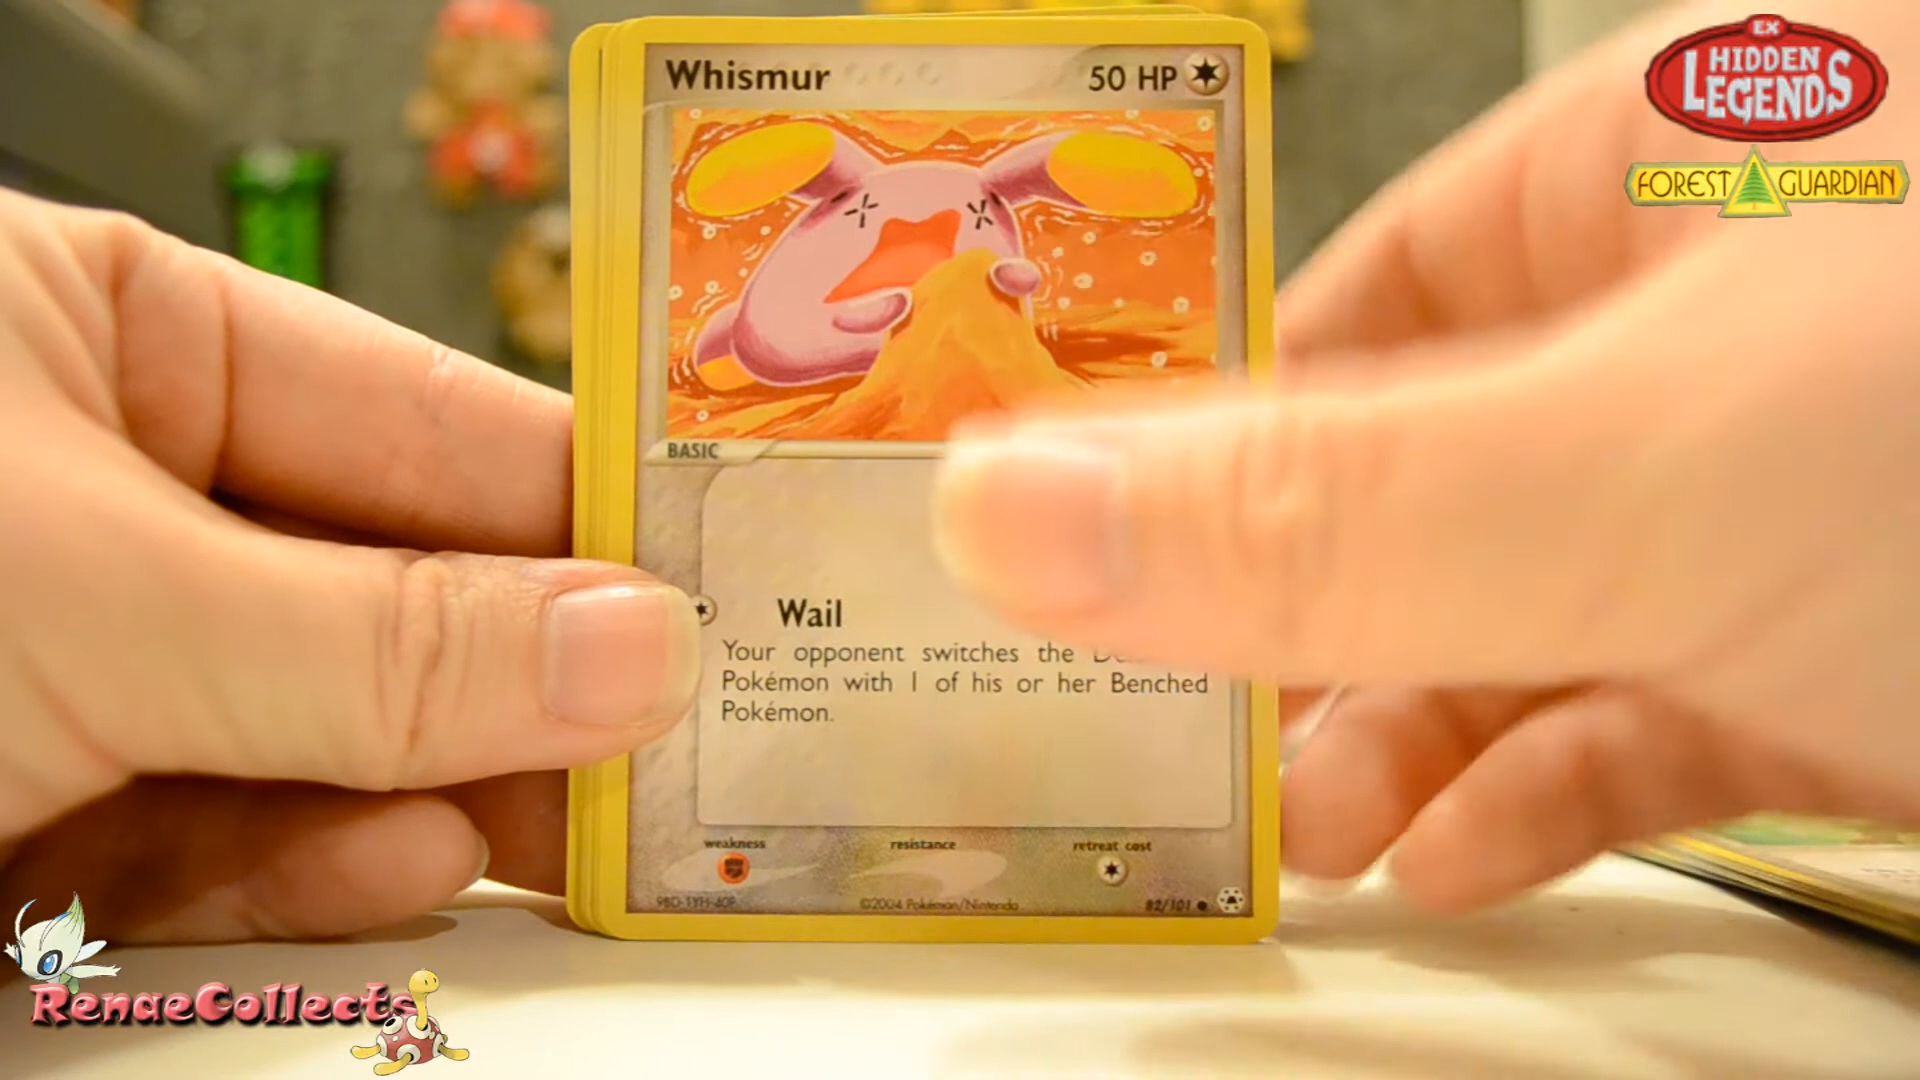 Whismur 50 HP
BASIC
Wail
Your opponent switches the
Pokémon with 1 of his or her Benched
Pokémon.
weakness resistance retreat cost
©2004 Pokémon/Nintendo 82/101
EX
HIDDEN
LEGENDS
FOREST GUARDIAN
RenaeCollects